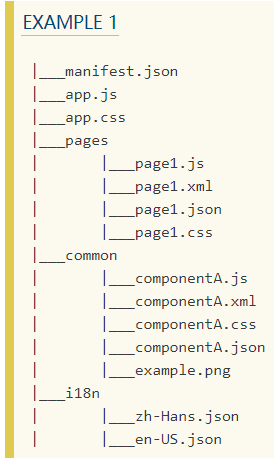 EXAMPLE 1
|___manifest.json
|___app.js
|___app.css
|___pages
|       |___page1.js
|       |___page1.xml
|       |___page1.json
|       |___page1.css
|___common
|       |___componentA.js
|       |___componentA.xml
|       |___componentA.css
|       |___componentA.json
|       |___example.png
|___i18n
|       |___zh-Hans.json
|       |___en-US.json